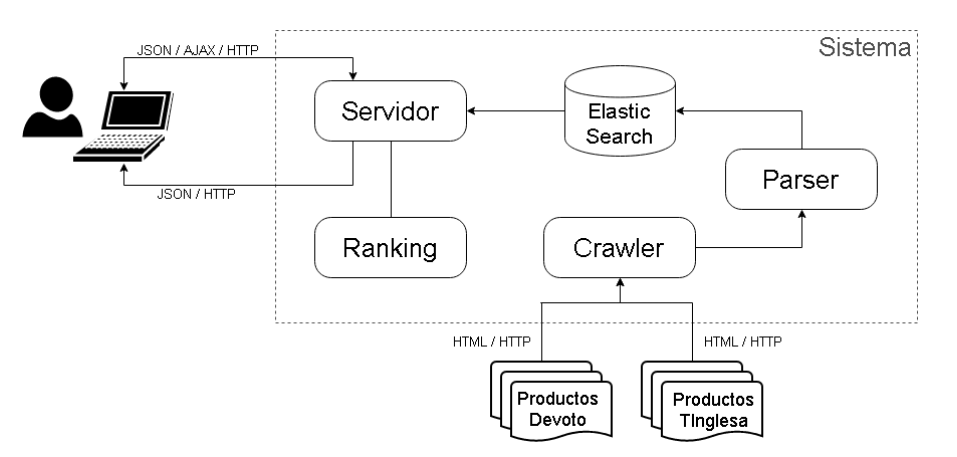 JSON / AJAX / HTTP
Sistema
Servidor
Elastic
Search
Parser
JSON / HTTP
Ranking
Crawler
HTML / HTTP
HTML / HTTP
Productos
Devoto
Productos
TInglesa